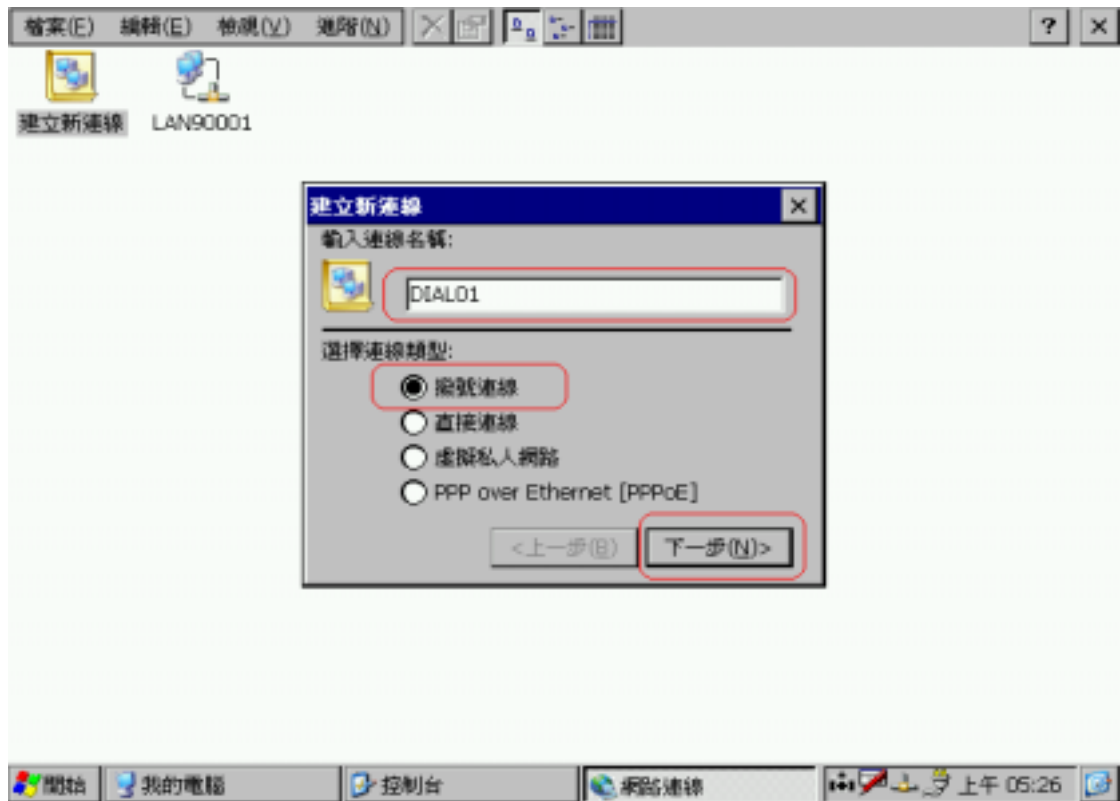 檔案(E) 編輯(E) 檢視(V) 進階(N) ? ×
建立新連線 LAN90001
建立新連線
輸入連線名稱:
DIAL01
選擇連線類型:
撥號連線
直接連線
虛擬私人網路
PPP over Ethernet [PPPoE]
<上一步(B) 下一步(N)>
開始 我的電腦 控制台 網路連線 上午 05:26